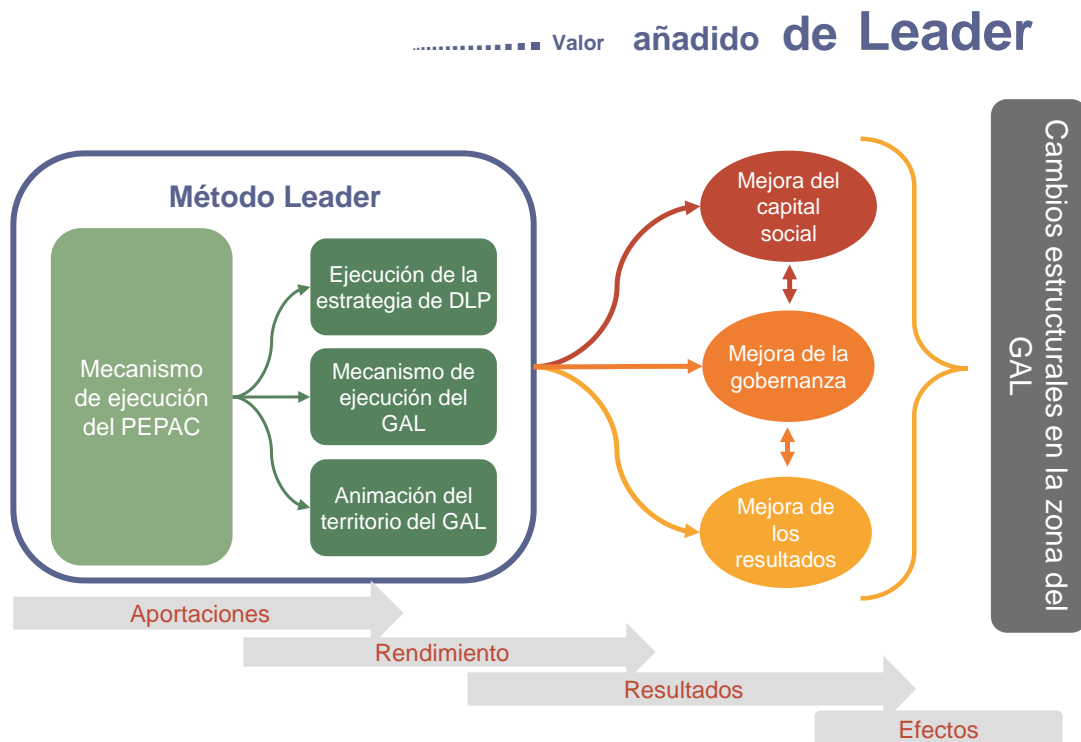 Valor añadido de Leader
Método Leader
Mecanismo
de ejecución
del PEPAC
Ejecución de la
estrategia de DLP
Mecanismo de
ejecución del
GAL
Animación del
territorio del GAL
Mejora del
capital
social
Mejora de la
gobernanza
Mejora de
los
resultados
Cambios estructurales en la zona del
GAL
Aportaciones
Rendimiento
Resultados
Efectos